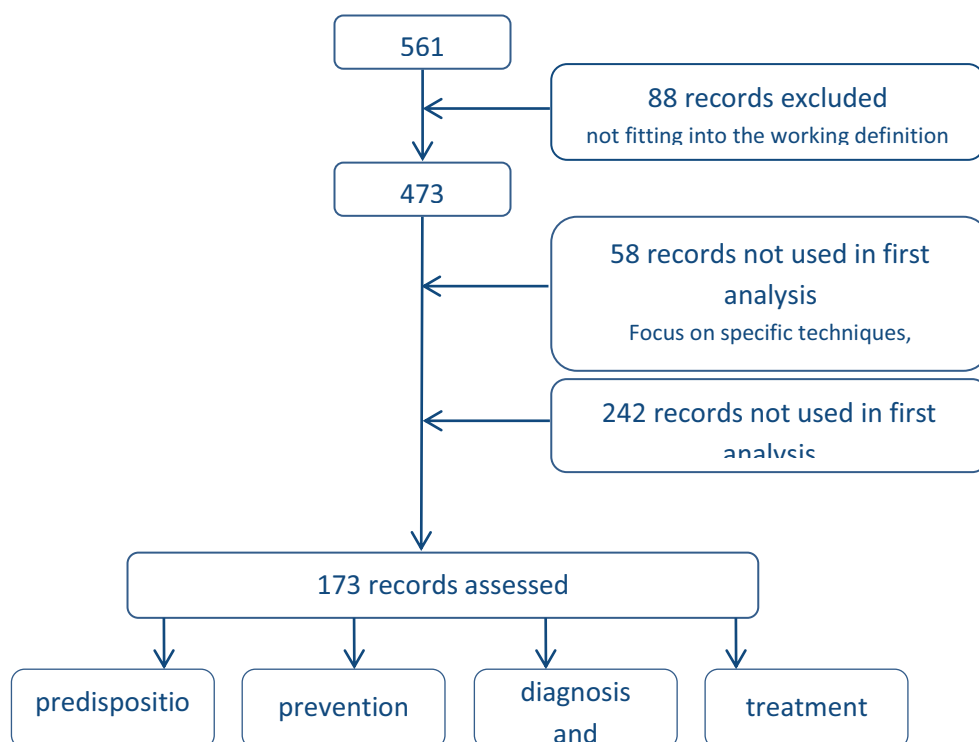 561
88 records excluded
not fitting into the working definition
473
58 records not used in first
analysis
Focus on specific techniques,
242 records not used in first
analysis
173 records assessed
predispositio
prevention
diagnosis
and
treatment